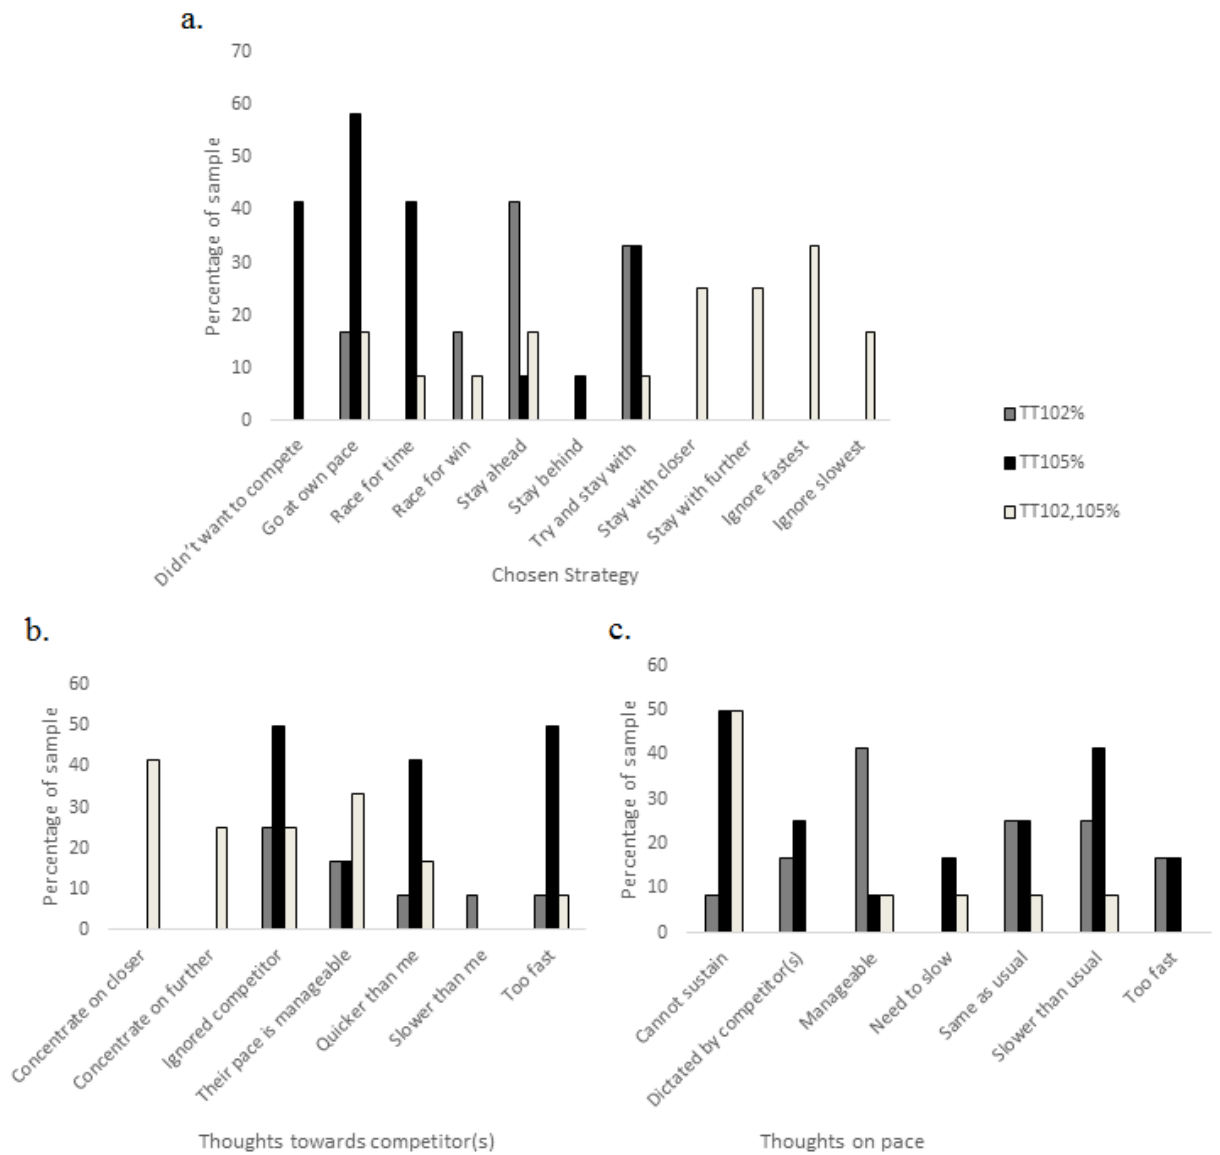 a.
70
60
50
40
30
20
10
0
Percentage of sample
Didn't want to compete
Go at own pace
Race for time
Race for win
Stay ahead
Stay behind
Try and stay with
Stay with closer
Stay with further
Ignore fastest
Ignore slowest
Chosen Strategy
TT102%
TT105%
TT102,105%
b.
60
50
40
30
20
10
0
Percentage of sample
Concentrate on closer
Concentrate on further
Ignored competitor
Their pace is manageable
Quicker than me
Slower than me
Too fast
Thoughts towards competitor(s)
c.
60
50
40
30
20
10
0
Percentage of sample
Cannot sustain
Dictated by competitor(s)
Manageable
Need to slow
Same as usual
Slower than usual
Too fast
Thoughts on pace